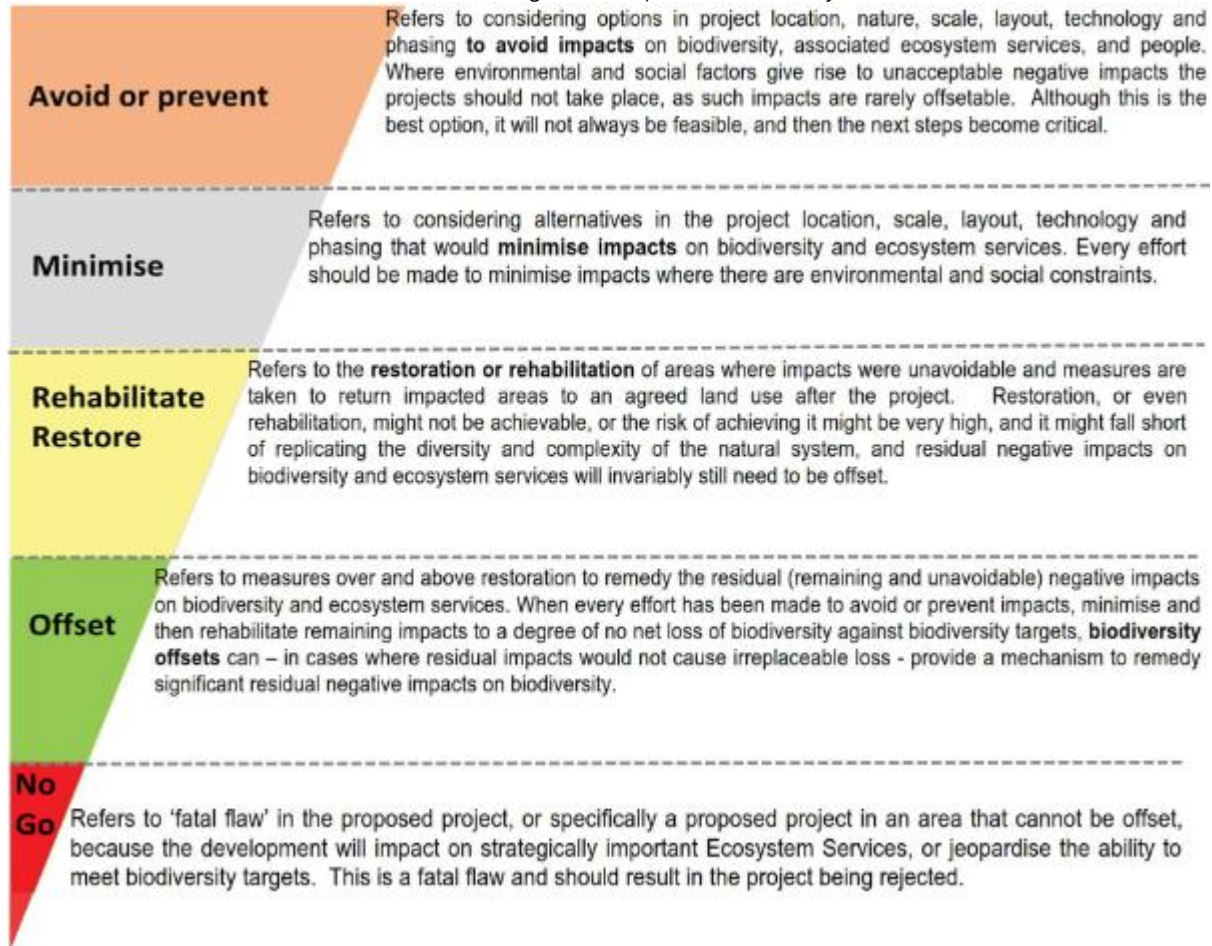 Refers to considering options in project location, nature, scale, layout, technology and
phasing to avoid impacts on biodiversity, associated ecosystem services, and people.
Where environmental and social factors give rise to unacceptable negative impacts the
projects should not take place, as such impacts are rarely offsetable. Although this is the
best option, it will not always be feasible, and then the next steps become critical.
Avoid or prevent
Refers to considering alternatives in the project location, scale, layout, technology and
phasing that would minimise impacts on biodiversity and ecosystem services. Every effort
should be made to minimise impacts where there are environmental and social constraints.
Minimise
Refers to the restoration or rehabilitation of areas where impacts were unavoidable and measures are
taken to return impacted areas to an agreed land use after the project. Restoration, or even
rehabilitation, might not be achievable, or the risk of achieving it might be very high, and it might fall short
of replicating the diversity and complexity of the natural system, and residual negative impacts on
biodiversity and ecosystem services will invariably still need to be offset.
Rehabilitate
Restore
Refers to measures over and above restoration to remedy the residual (remaining and unavoidable) negative impacts
on biodiversity and ecosystem services. When every effort has been made to avoid or prevent impacts, minimise and
then rehabilitate remaining impacts to a degree of no net loss of biodiversity against biodiversity targets, biodiversity
offsets can – in cases where residual impacts would not cause irreplaceable loss - provide a mechanism to remedy
significant residual negative impacts on biodiversity.
Offset
No
Go
Refers to ‘fatal flaw’ in the proposed project, or specifically a proposed project in an area that cannot be offset,
because the development will impact on strategically important Ecosystem Services, or jeopardise the ability to
meet biodiversity targets. This is a fatal flaw and should result in the project being rejected.